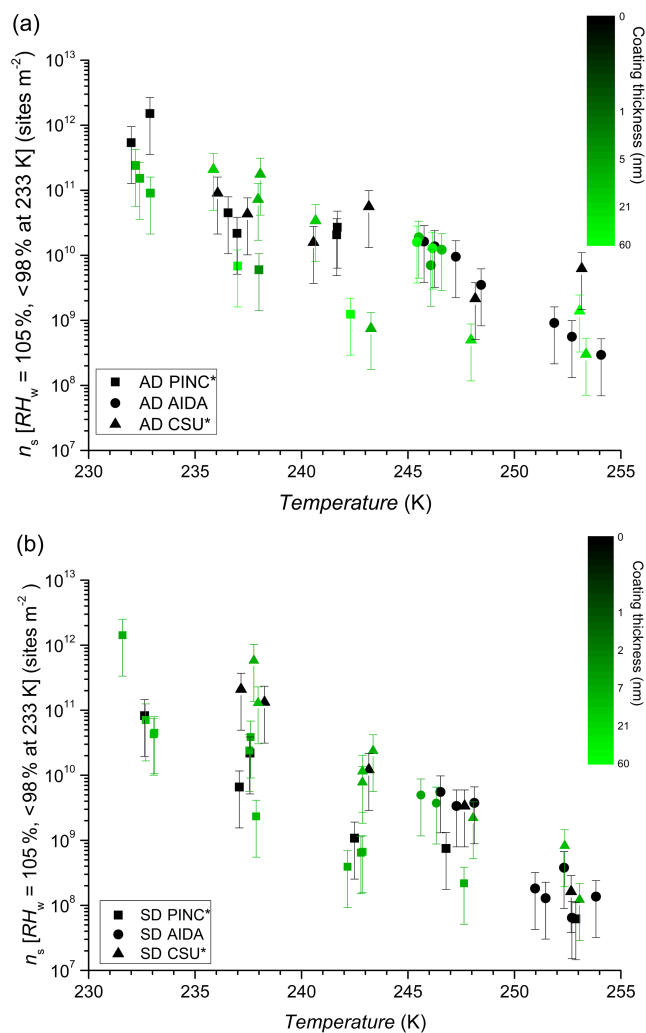 (a)
n_s [RH_w = 105%, <98% at 233 K] (sites m^-2)
10^13
10^12
10^11
10^10
10^9
10^8
10^7
230 235 240 245 250 255
Temperature (K)
AD PINC*
AD AIDA
AD CSU*
0
1
5
21
60
Coating thickness (nm)
(b)
n_s [RH_w = 105%, <98% at 233 K] (sites m^-2)
10^13
10^12
10^11
10^10
10^9
10^8
10^7
230 235 240 245 250 255
Temperature (K)
SD PINC*
SD AIDA
SD CSU*
0
1
2
7
21
60
Coating thickness (nm)